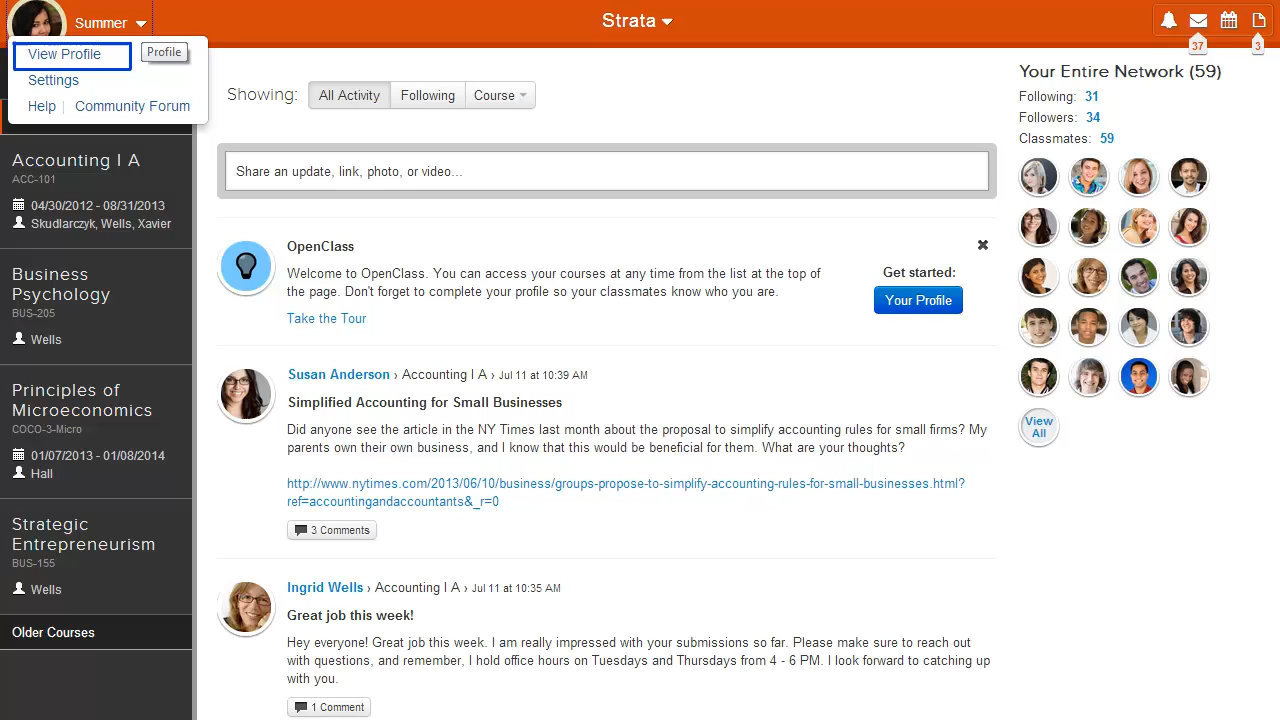 Summer
Strata
37
3
View Profile
Profile
Settings
Help | Community Forum
Accounting I A
ACC-101
04/30/2012 - 08/31/2013
Skudlarczyk, Wells, Xavier
Business
Psychology
BUS-205
Wells
Principles of
Microeconomics
COCO-3-Micro
01/07/2013 - 01/08/2014
Hall
Strategic
Entrepreneurism
BUS-155
Wells
Older Courses
Showing: All Activity Following Course
Share an update, link, photo, or video...
OpenClass
Welcome to OpenClass. You can access your courses at any time from the list at the top of
the page. Don't forget to complete your profile so your classmates know who you are.
Take the Tour
Get started:
Your Profile
Susan Anderson › Accounting I A › Jul 11 at 10:39 AM
Simplified Accounting for Small Businesses
Did anyone see the article in the NY Times last month about the proposal to simplify accounting rules for small firms? My
parents own their own business, and I know that this would be beneficial for them. What are your thoughts?
http://www.nytimes.com/2013/06/10/business/groups-propose-to-simplify-accounting-rules-for-small-businesses.html?
ref=accountingandaccountants&_r=0
3 Comments
Ingrid Wells › Accounting I A › Jul 11 at 10:35 AM
Great job this week!
Hey everyone! Great job this week. I am really impressed with your submissions so far. Please make sure to reach out
with questions, and remember, I hold office hours on Tuesdays and Thursdays from 4 - 6 PM. I look forward to catching up
with you.
1 Comment
Your Entire Network (59)
Following: 31
Followers: 34
Classmates: 59
View
All